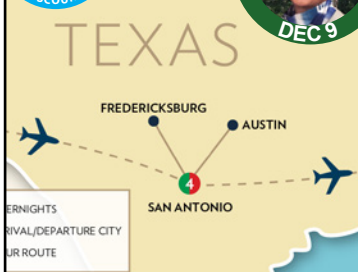 DEC 9
TEXAS
FREDERICKSBURG
AUSTIN
4
SAN ANTONIO
ERNIGHTS
RIVAL/DEPARTURE CITY
UR ROUTE